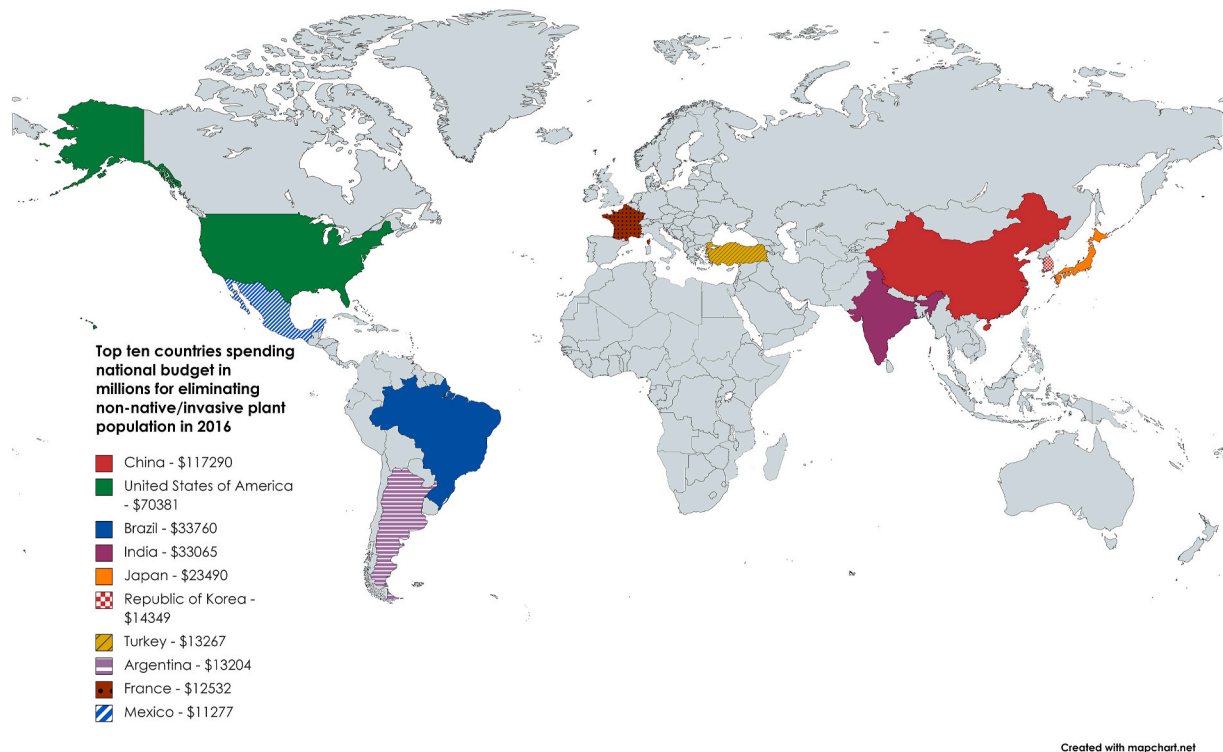 Top ten countries spending
national budget in
millions for eliminating
non-native/invasive plant
population in 2016
China - $117290
United States of America
- $70381
Brazil - $33760
India - $33065
Japan - $23490
Republic of Korea -
$14349
Turkey - $13267
Argentina - $13204
France - $12532
Mexico - $11277
Created with mapchart.net